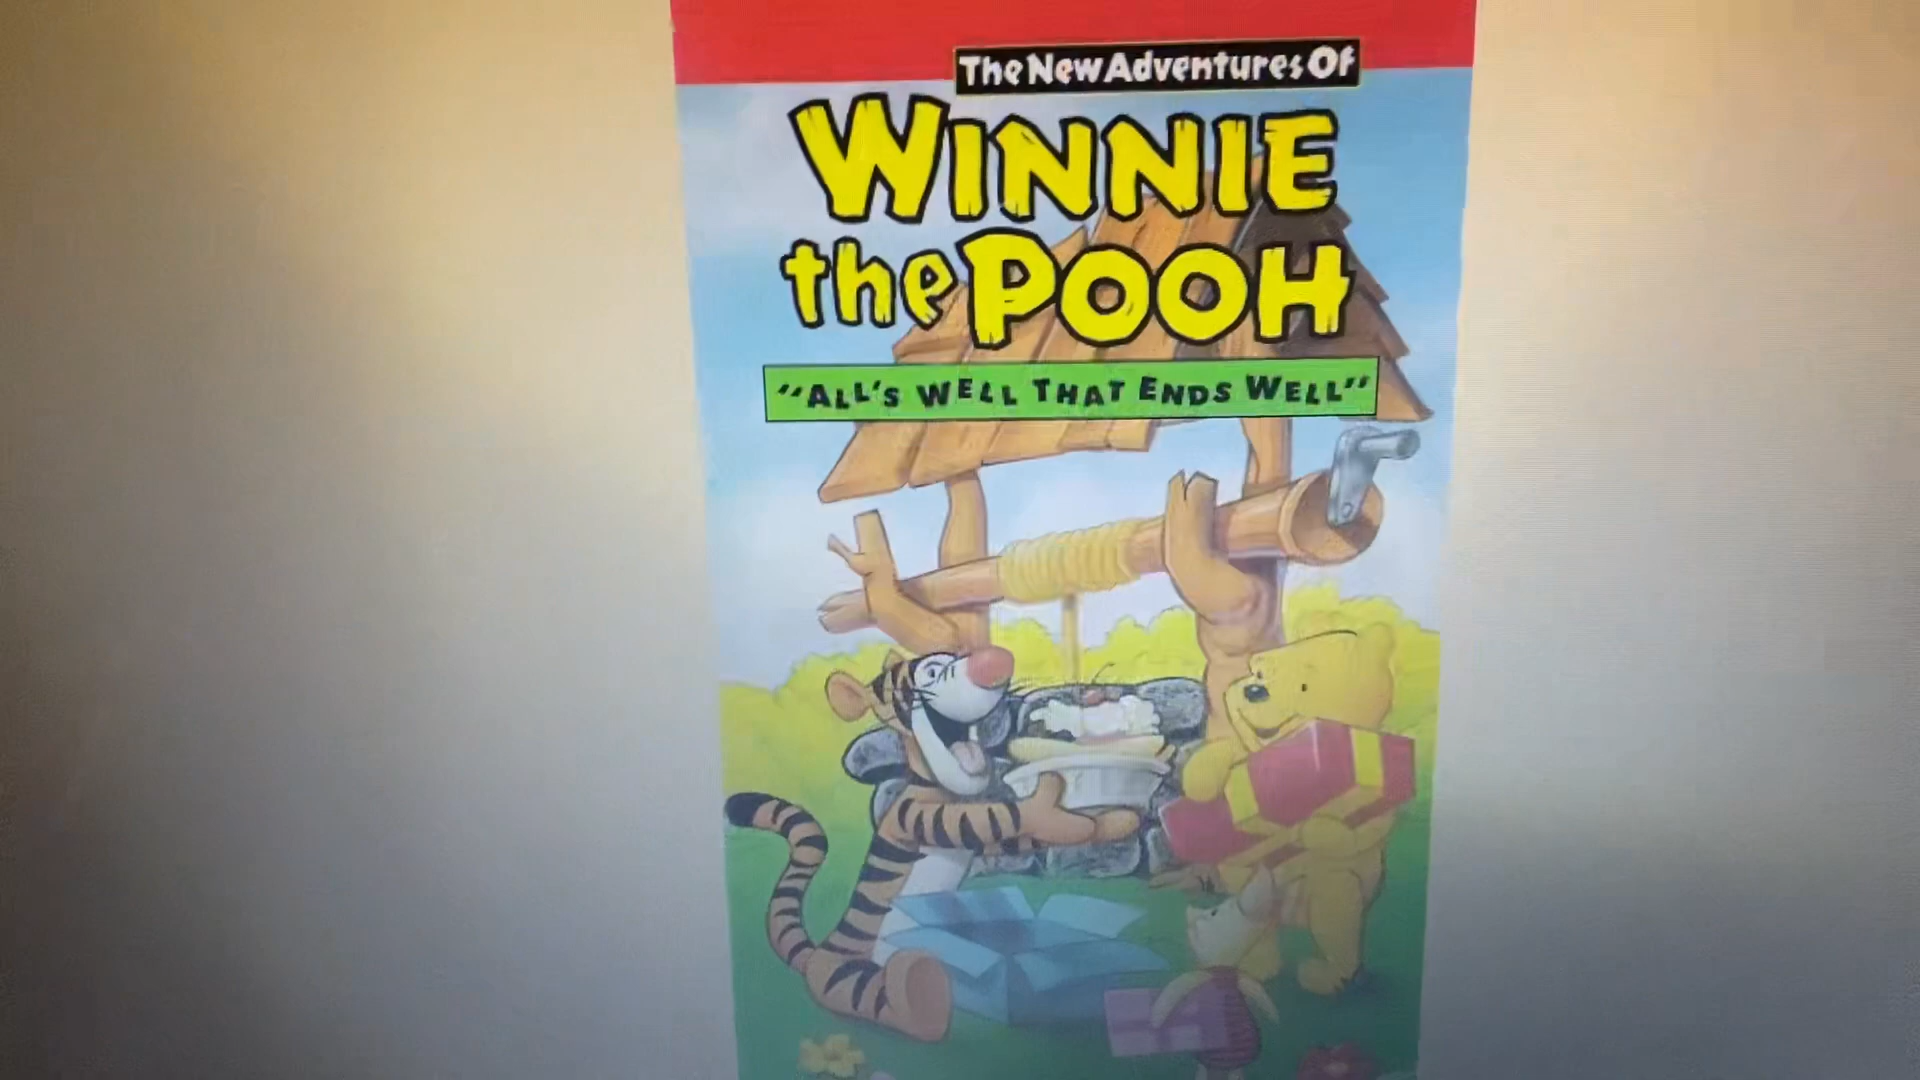 The New Adventures Of
WINNIE
the POOH
"ALL'S WELL THAT ENDS WELL"